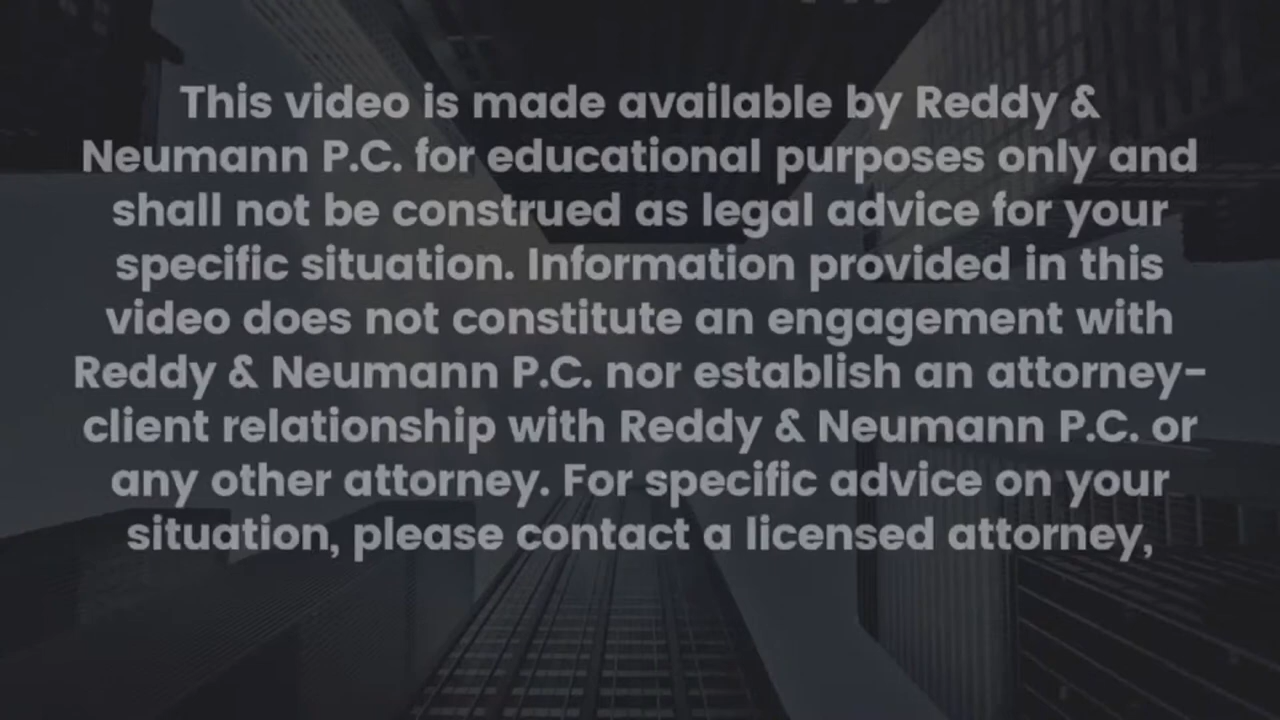 This video is made available by Reddy &
Neumann P.C. for educational purposes only and
shall not be construed as legal advice for your
specific situation. Information provided in this
video does not constitute an engagement with
Reddy & Neumann P.C. nor establish an attorney-
client relationship with Reddy & Neumann P.C. or
any other attorney. For specific advice on your
situation, please contact a licensed attorney,